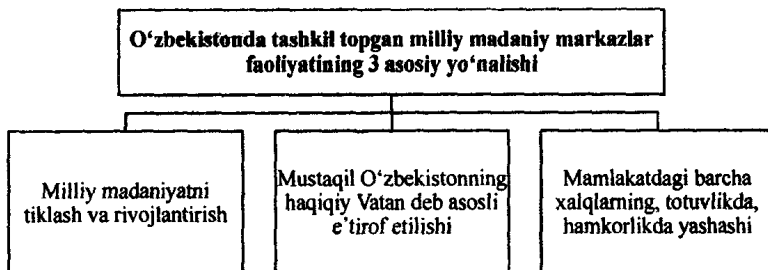 O‘zbekistonda tashkil topgan milliy madaniy markazlar
faoliyatining 3 asosiy yo‘nalishi
Milliy madaniyatni
tiklash va rivojlantirish
Mustaqil O‘zbekistonning
haqiqiy Vatan deb asosli
e’tirof etilishi
Mamlakatdagi barcha
xalqlarning, totuvlikda,
hamkorlikda yashashi